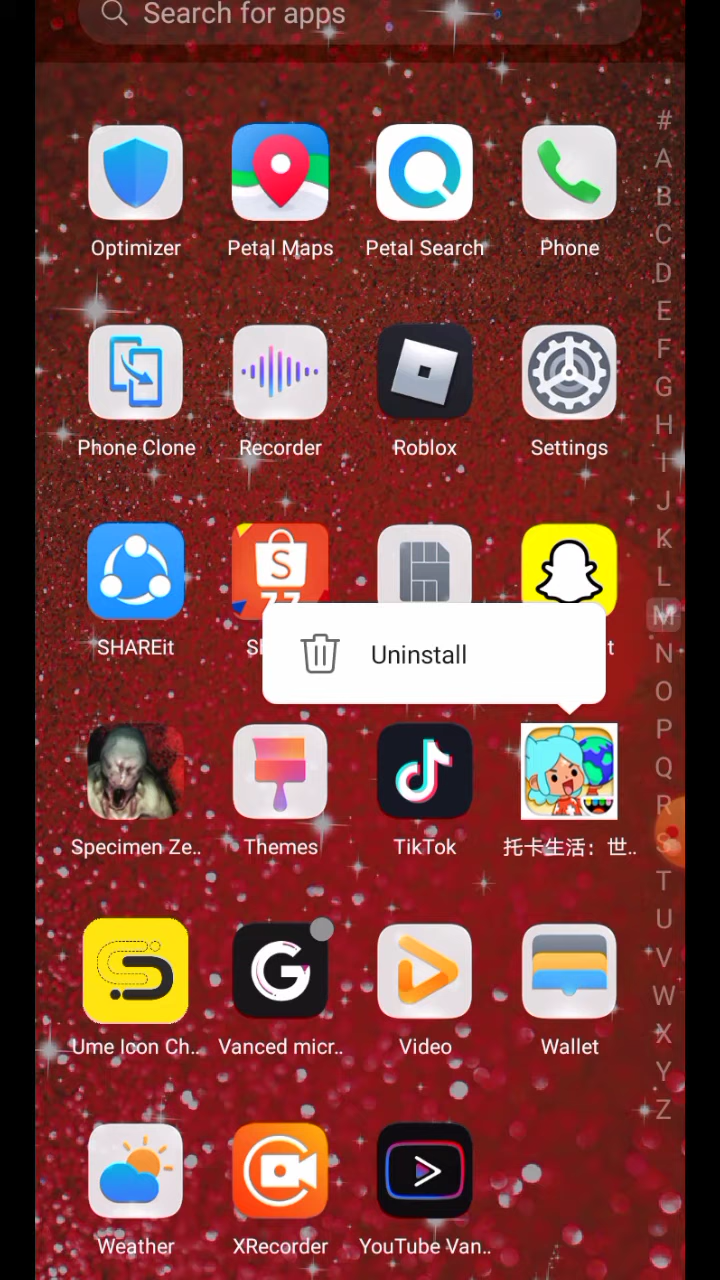 Search for apps
#
A
Optimizer Petal Maps Petal Search Phone
B
C
D
E
F
G
Phone Clone Recorder Roblox Settings
H
I
J
K
L
S
M
SHAREit
Uninstall
t
N
O
P
Q
R
Specimen Ze.. Themes TikTok 托卡生活：世..
S
T
U
V
W
X
Ume Icon Ch.. Vanced micr.. Video Wallet
Y
Z
Weather XRecorder YouTube Van..